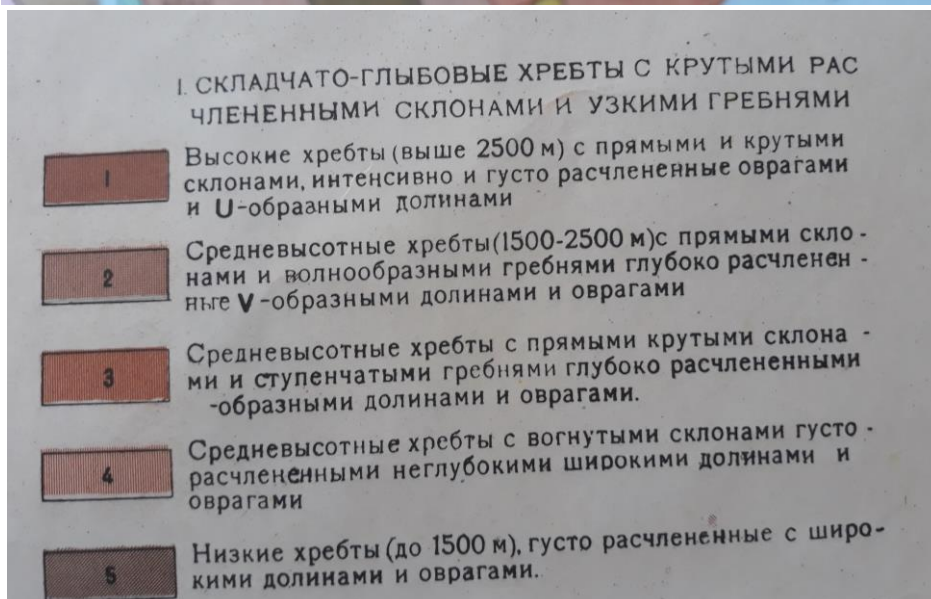 I. СКЛАДЧАТО-ГЛЫБОВЫЕ ХРЕБТЫ С КРУТЫМИ РАС
ЧЛЕНЕННЫМИ СКЛОНАМИ И УЗКИМИ ГРЕБНЯМИ
1 Высокие хребты (выше 2500 м) с прямыми и крутыми
склонами, интенсивно и густо расчлененные оврагами
и U-образными долинами
Средневысотные хребты(1500-2500 м)с прямыми скло-
2 нами и волнообразными гребнями глубоко расчленен-
ные V-образными долинами и оврагами
Средневысотные хребты с прямыми крутыми склона-
3 ми и ступенчатыми гребнями глубоко расчлененными
-образными долинами и оврагами.
Средневысотные хребты с вогнутыми склонами густо-
4 расчлененными неглубокими широкими долинами и
оврагами
Низкие хребты (до 1500 м), густо расчлененные с широ-
5 кими долинами и оврагами.